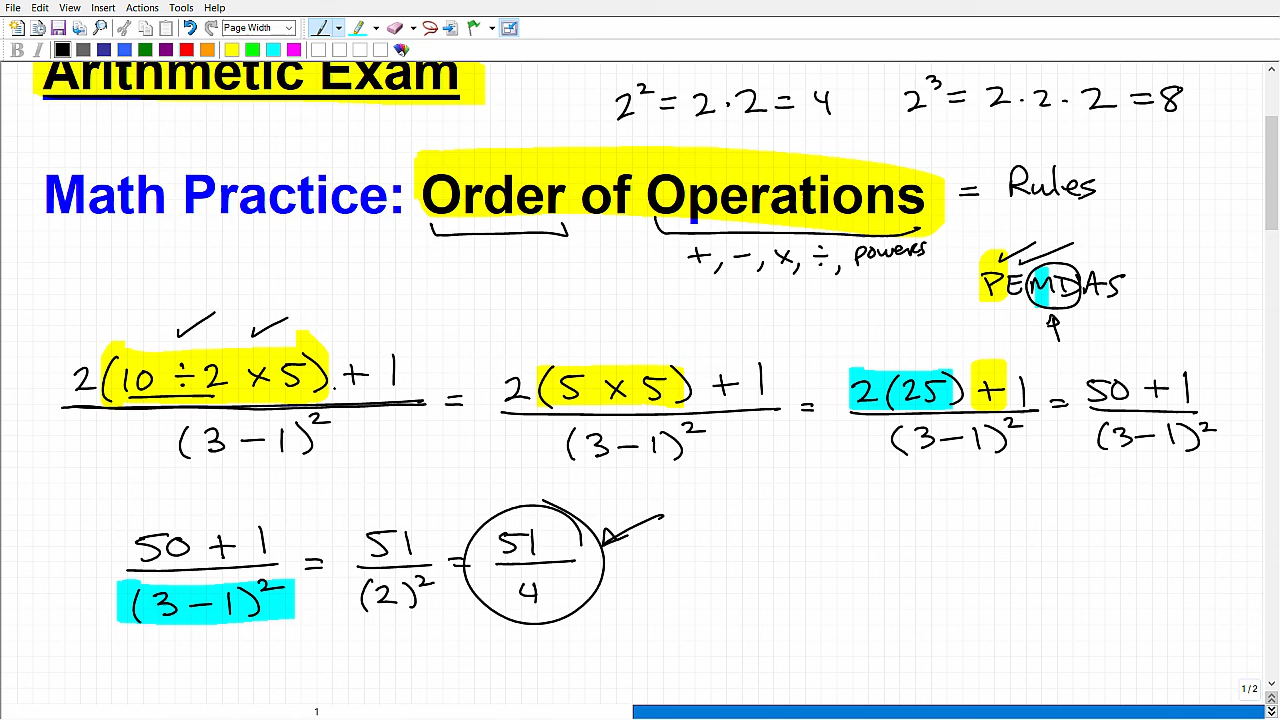 File Edit View Insert Actions Tools Help
Page Width
B I
Arithmetic Exam
2² = 2 · 2 = 4 2³ = 2 · 2 · 2 = 8
Math Practice: Order of Operations = Rules
+, −, ×, ÷, powers
PEMDAS
2(10 ÷ 2 × 5) + 1 / (3 − 1)² = 2(5 × 5) + 1 / (3 − 1)² = 2(25) + 1 / (3 − 1)² = 50 + 1 / (3 − 1)²
50 + 1 / (3 − 1)² = 51 / (2)² = 51 / 4
1/2
1